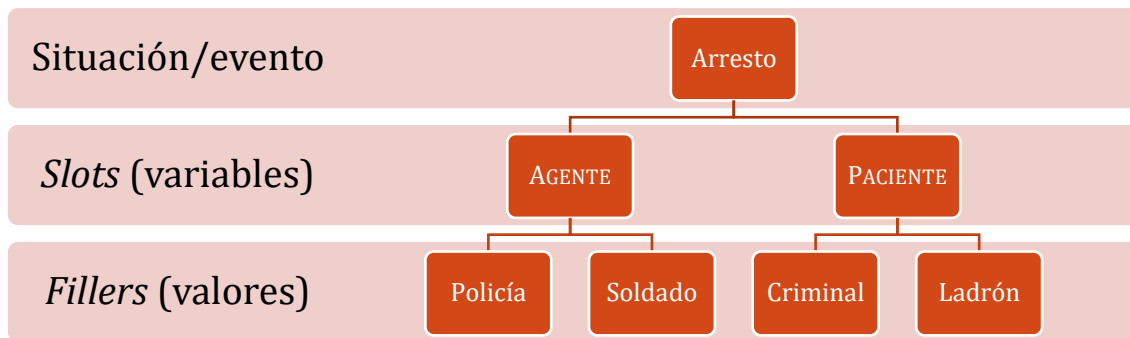 Situación/evento
Arresto
Slots (variables)
AGENTE
PACIENTE
Fillers (valores)
Policía
Soldado
Criminal
Ladrón